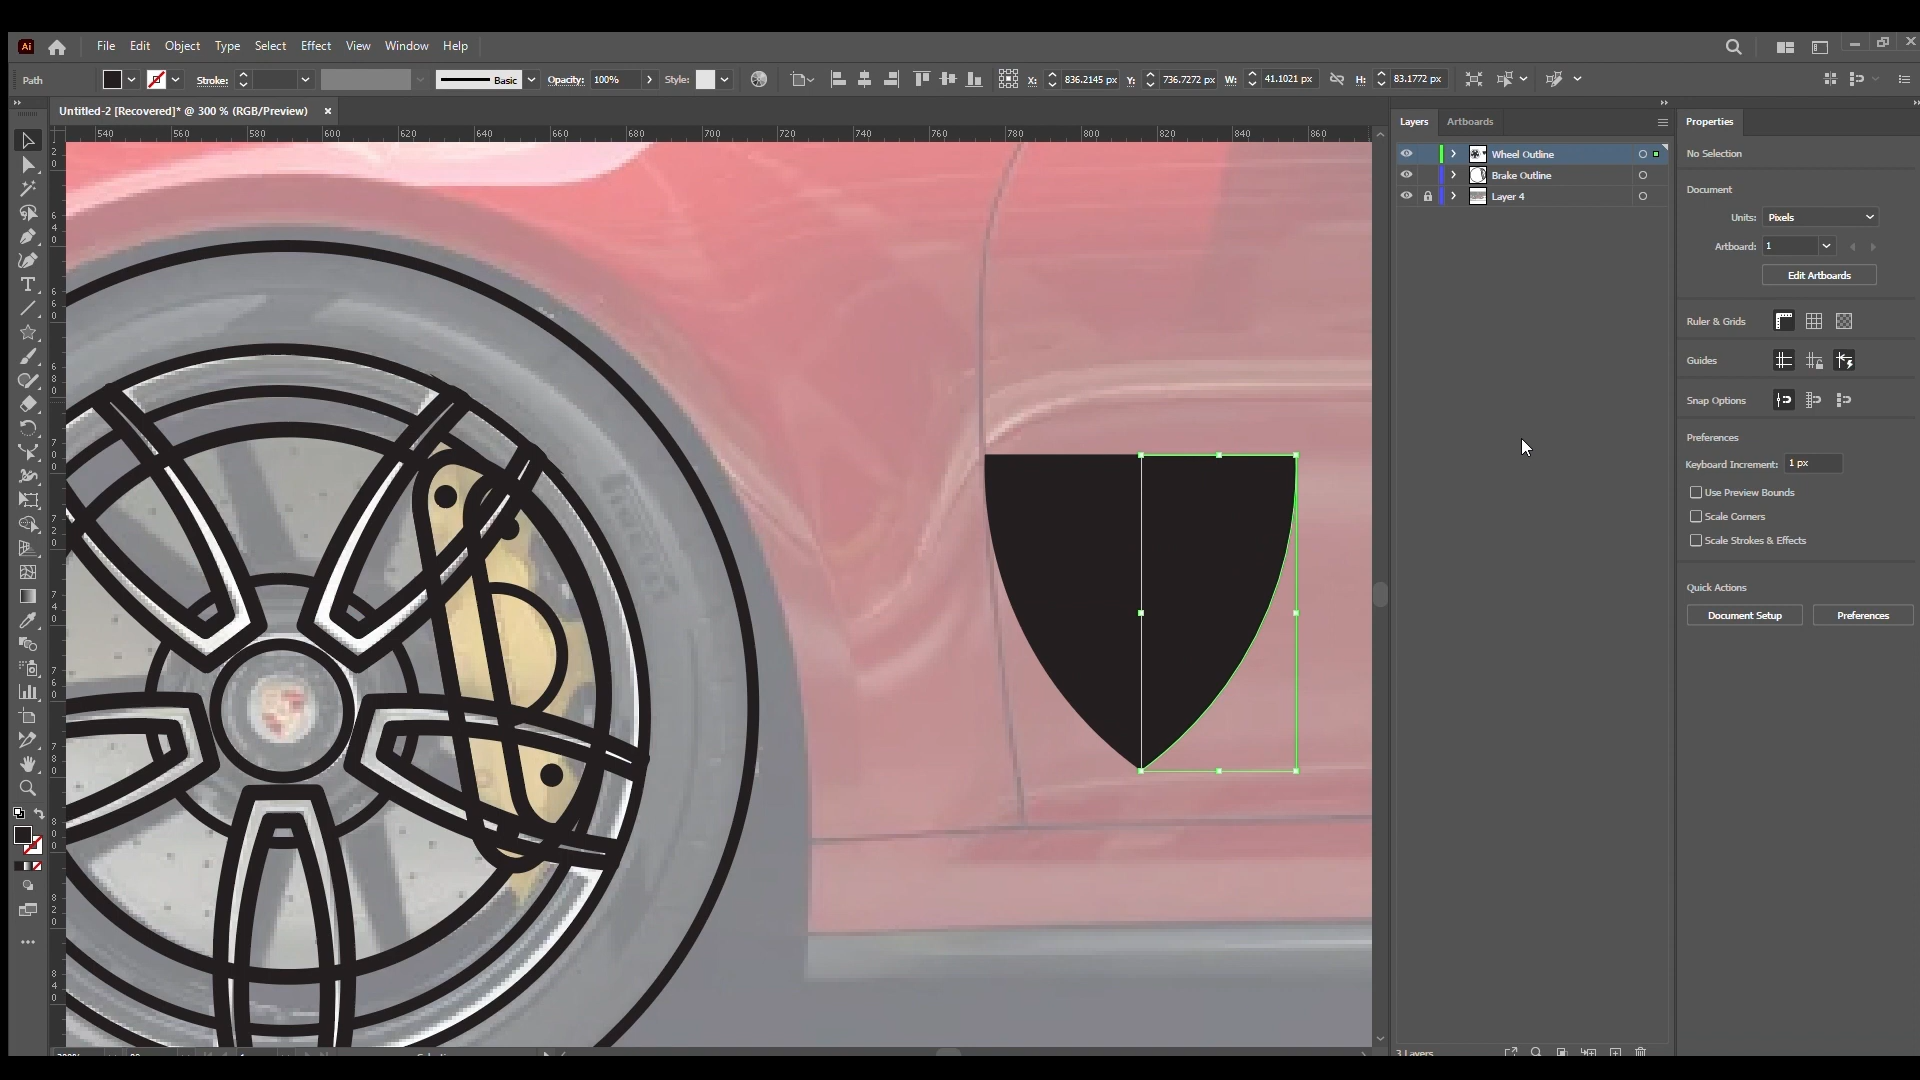 Ai File Edit Object Type Select Effect View Window Help
Path Stroke: Basic Opacity: 100% Style: X: 836.2145 px Y: 736.7272 px W: 41.1021 px H: 83.1772 px
Untitled-2 [Recovered]* @ 300 % (RGB/Preview) ×
540 560 580 600 620 640 660 680 700 720 740 760 780 800 820 840 860
Layers Artboards
Wheel Outline
Brake Outline
Layer 4
3 Layers
Properties
No Selection
Document
Units: Pixels
Artboard: 1
Edit Artboards
Ruler & Grids
Guides
Snap Options
Preferences
Keyboard Increment: 1 px
Use Preview Bounds
Scale Corners
Scale Strokes & Effects
Quick Actions
Document Setup Preferences